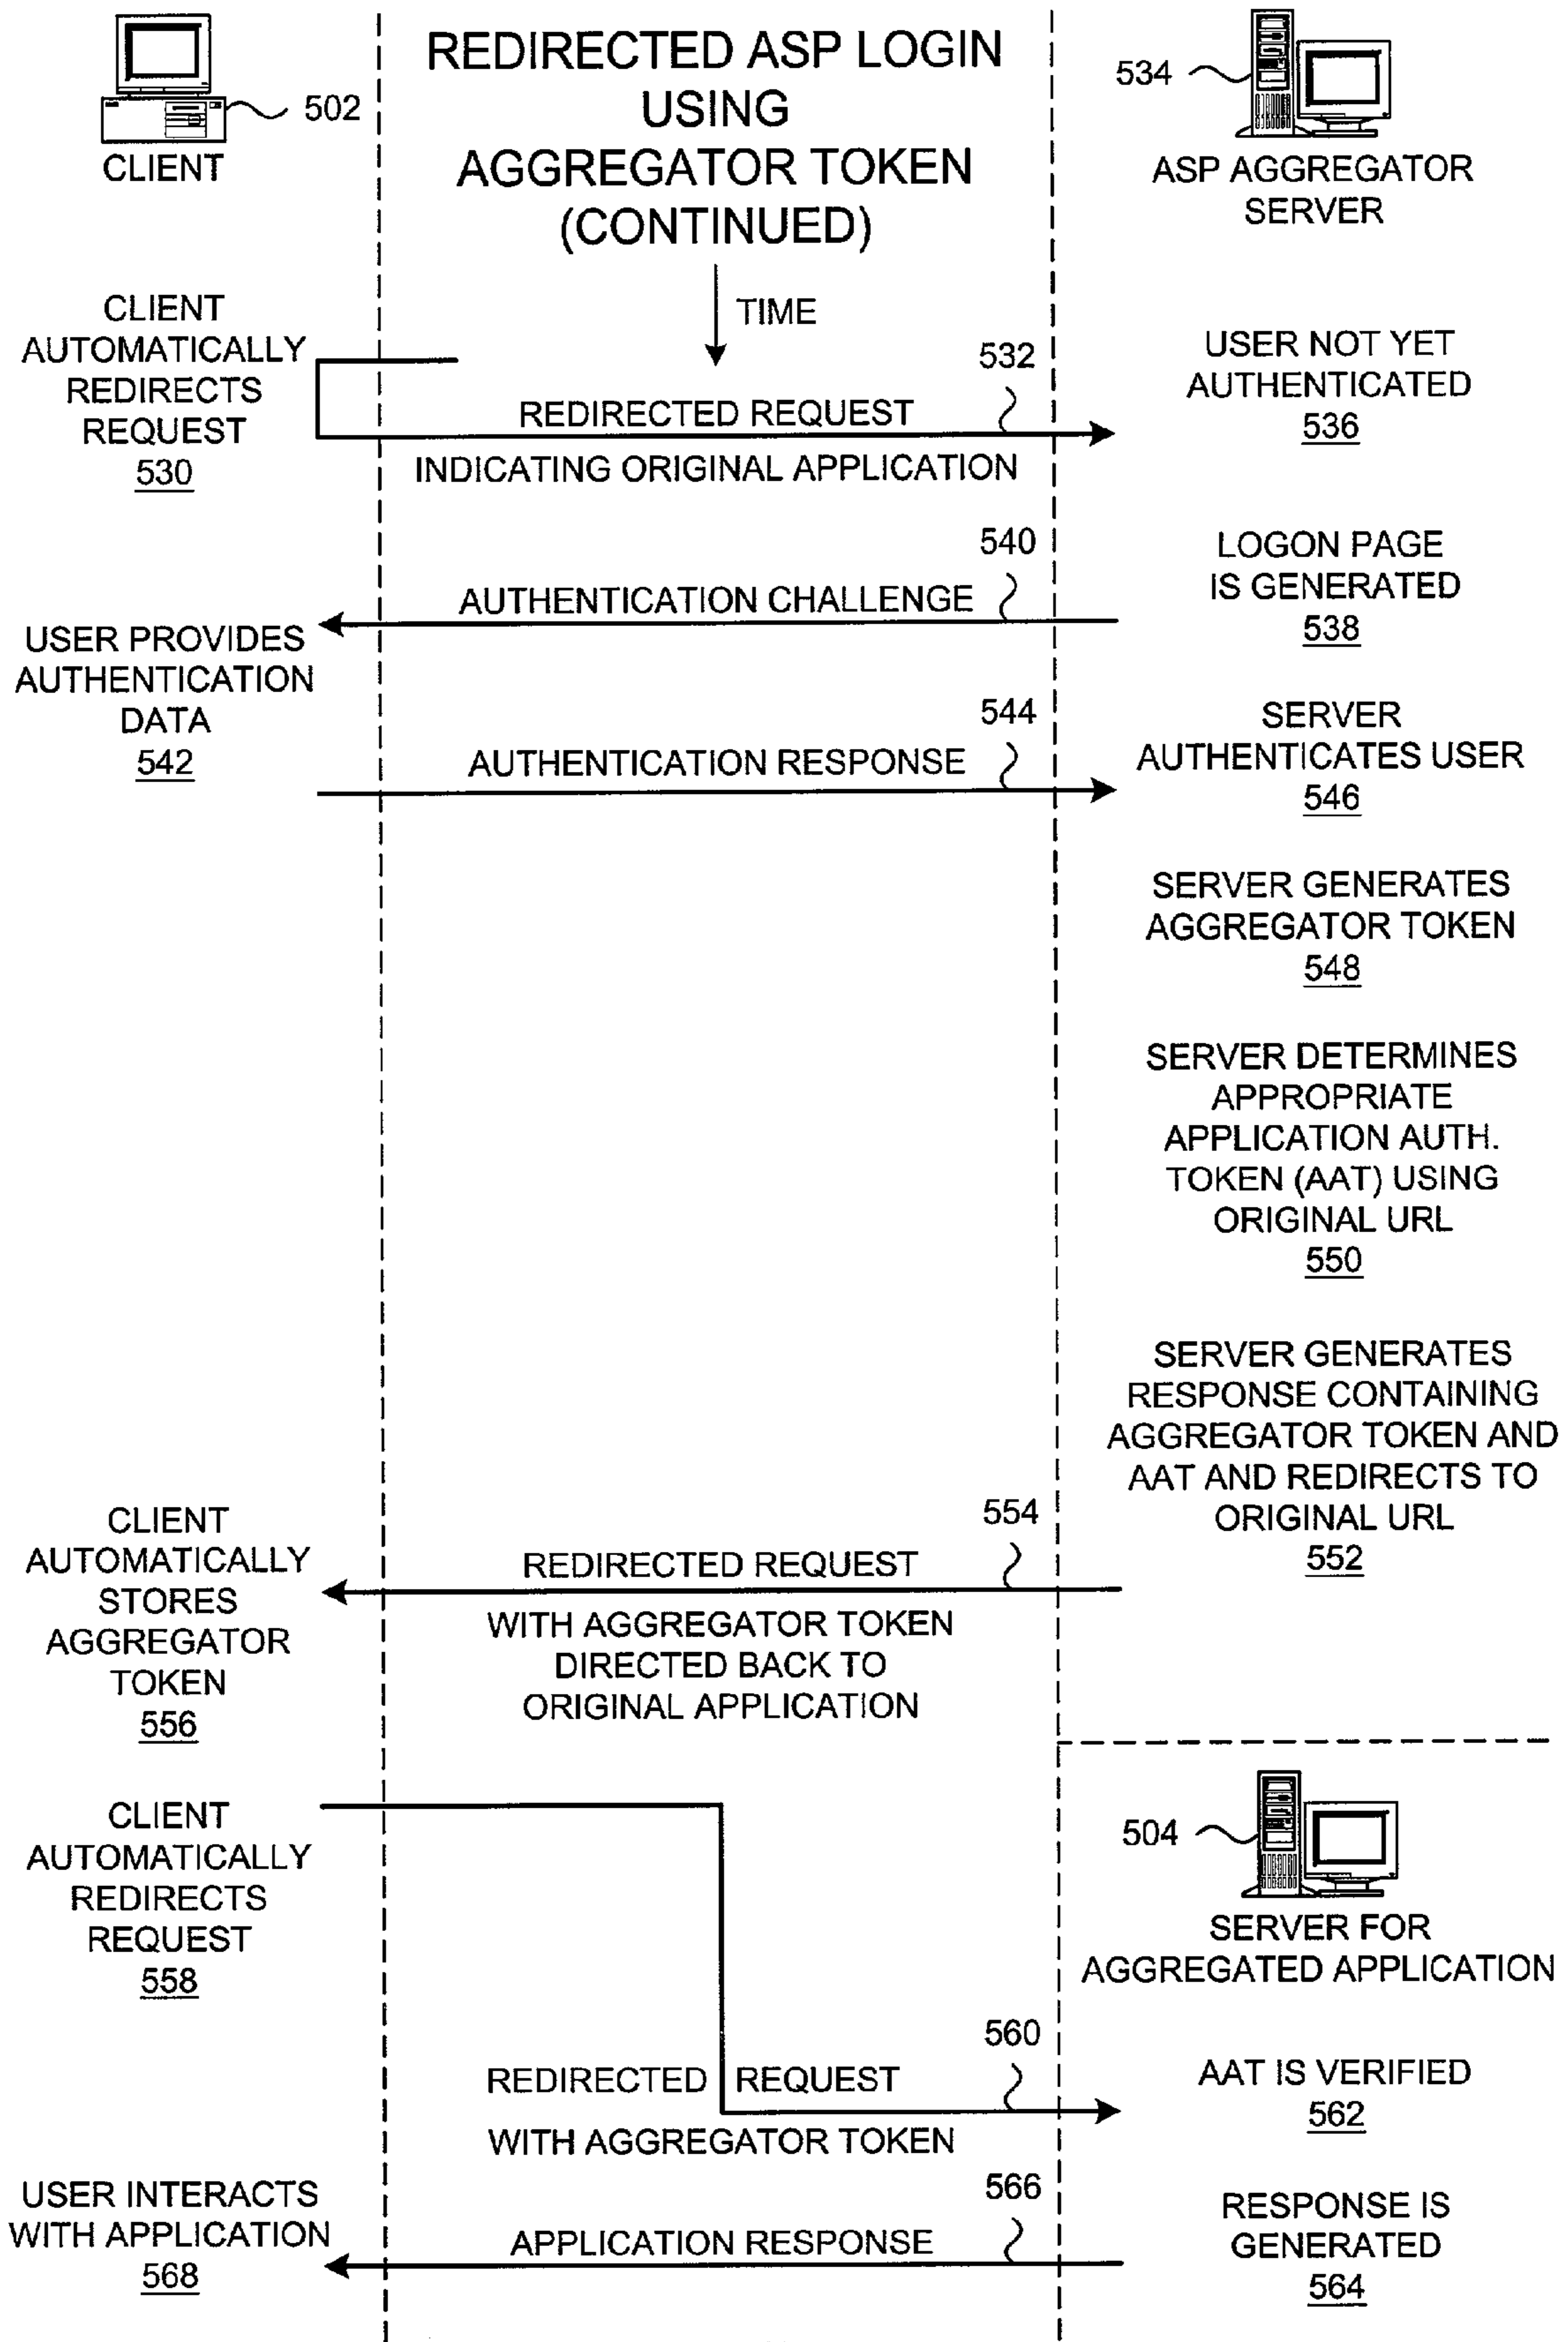 REDIRECTED ASP LOGIN
USING
AGGREGATOR TOKEN
(CONTINUED)
502
CLIENT
534
ASP AGGREGATOR
SERVER
TIME
CLIENT
AUTOMATICALLY
REDIRECTS
REQUEST
530
532
REDIRECTED REQUEST
INDICATING ORIGINAL APPLICATION
USER NOT YET
AUTHENTICATED
536
LOGON PAGE
IS GENERATED
538
540
AUTHENTICATION CHALLENGE
USER PROVIDES
AUTHENTICATION
DATA
542
544
AUTHENTICATION RESPONSE
SERVER
AUTHENTICATES USER
546
SERVER GENERATES
AGGREGATOR TOKEN
548
SERVER DETERMINES
APPROPRIATE
APPLICATION AUTH.
TOKEN (AAT) USING
ORIGINAL URL
550
SERVER GENERATES
RESPONSE CONTAINING
AGGREGATOR TOKEN AND
AAT AND REDIRECTS TO
ORIGINAL URL
552
554
REDIRECTED REQUEST
WITH AGGREGATOR TOKEN
DIRECTED BACK TO
ORIGINAL APPLICATION
CLIENT
AUTOMATICALLY
STORES
AGGREGATOR
TOKEN
556
CLIENT
AUTOMATICALLY
REDIRECTS
REQUEST
558
504
SERVER FOR
AGGREGATED APPLICATION
560
REDIRECTED REQUEST
WITH AGGREGATOR TOKEN
AAT IS VERIFIED
562
RESPONSE IS
GENERATED
564
566
APPLICATION RESPONSE
USER INTERACTS
WITH APPLICATION
568